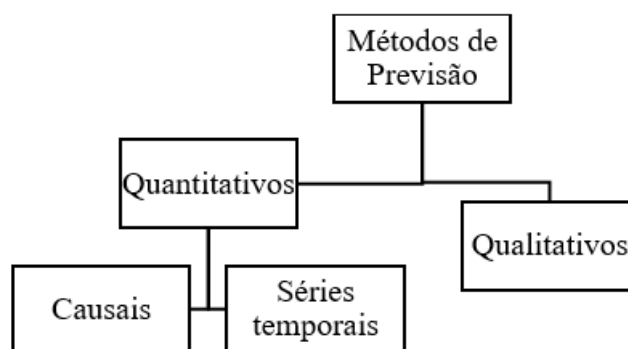 Métodos de
Previsão
Quantitativos
Qualitativos
Causais
Séries
temporais